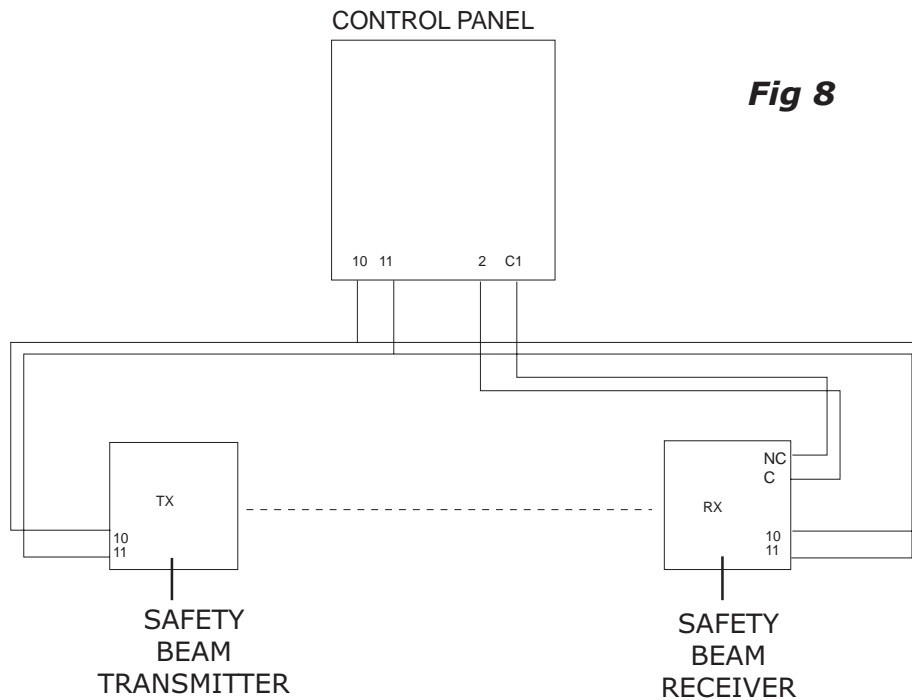 CONTROL PANEL
Fig 8
10 11 2 C1
NC
C
TX
RX
10
11
10
11
SAFETY
BEAM
TRANSMITTER
SAFETY
BEAM
RECEIVER